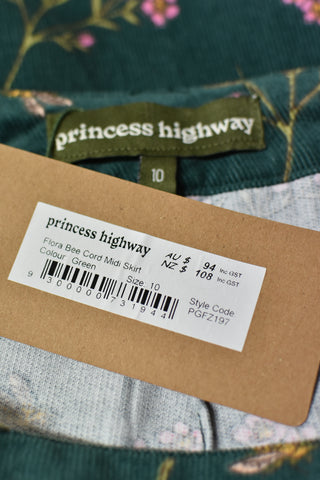 princess highway
10
princess highway
Flora Bee Cord Midi Skirt
Colour Green
Size 10
AU $ 94 Inc GST
NZ $ 108 Inc GST
Style Code
PGFZ197
9 300000 731944